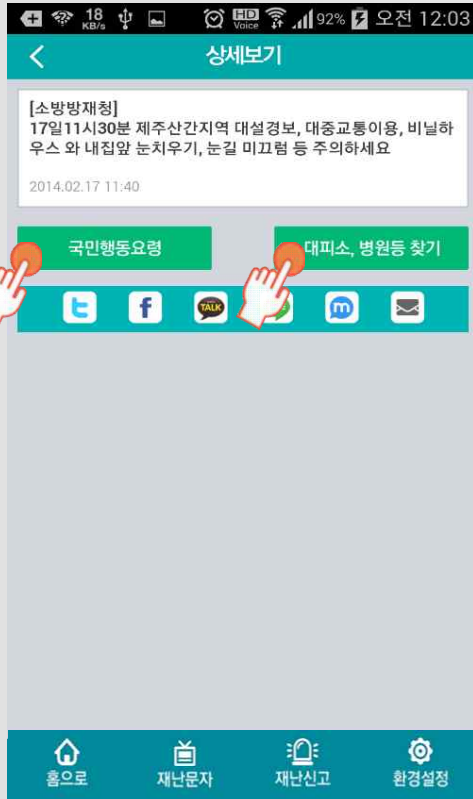 18
KB/s
HD
Voice
92%
오전 12:03
상세보기
[소방방재청]
17일11시30분 제주산간지역 대설경보, 대중교통이용, 비닐하
우스 와 내집앞 눈치우기, 눈길 미끄럼 등 주의하세요
2014.02.17 11:40
국민행동요령
대피소, 병원등 찾기
TALK
홈으로
재난문자
재난신고
환경설정